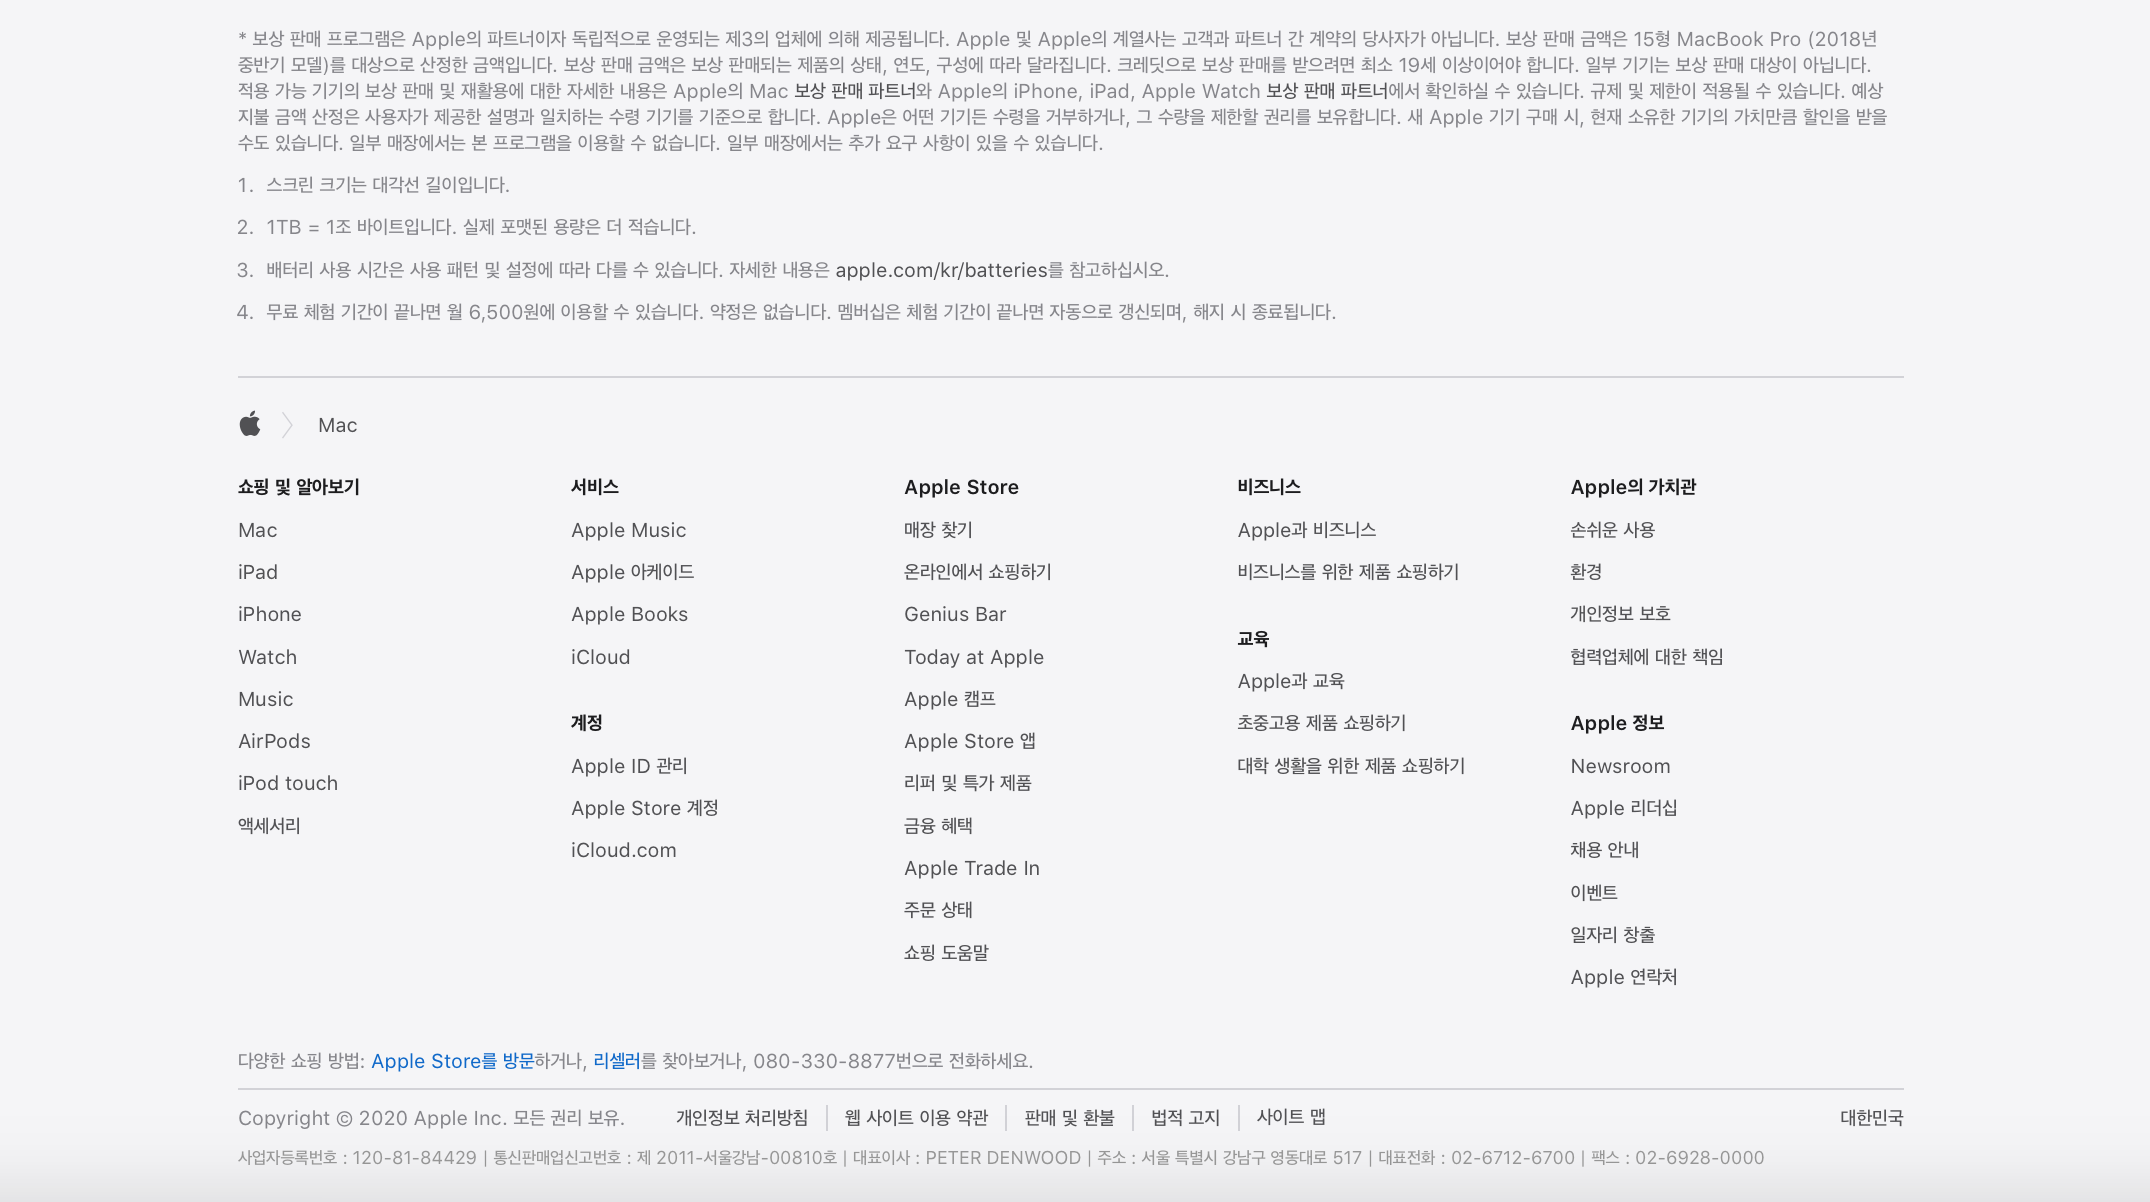 * 보상 판매 프로그램은 Apple의 파트너이자 독립적으로 운영되는 제3의 업체에 의해 제공됩니다. Apple 및 Apple의 계열사는 고객과 파트너 간 계약의 당사자가 아닙니다. 보상 판매 금액은 15형 MacBook Pro (2018년
중반기 모델)를 대상으로 산정한 금액입니다. 보상 판매 금액은 보상 판매되는 제품의 상태, 연도, 구성에 따라 달라집니다. 크레딧으로 보상 판매를 받으려면 최소 19세 이상이어야 합니다. 일부 기기는 보상 판매 대상이 아닙니다.
적용 가능 기기의 보상 판매 및 재활용에 대한 자세한 내용은 Apple의 Mac 보상 판매 파트너와 Apple의 iPhone, iPad, Apple Watch 보상 판매 파트너에서 확인하실 수 있습니다. 규제 및 제한이 적용될 수 있습니다. 예상
지불 금액 산정은 사용자가 제공한 설명과 일치하는 수령 기기를 기준으로 합니다. Apple은 어떤 기기든 수령을 거부하거나, 그 수량을 제한할 권리를 보유합니다. 새 Apple 기기 구매 시, 현재 소유한 기기의 가치만큼 할인을 받을
수도 있습니다. 일부 매장에서는 본 프로그램을 이용할 수 없습니다. 일부 매장에서는 추가 요구 사항이 있을 수 있습니다.
1. 스크린 크기는 대각선 길이입니다.
2. 1TB = 1조 바이트입니다. 실제 포맷된 용량은 더 적습니다.
3. 배터리 사용 시간은 사용 패턴 및 설정에 따라 다를 수 있습니다. 자세한 내용은 apple.com/kr/batteries를 참고하십시오.
4. 무료 체험 기간이 끝나면 월 6,500원에 이용할 수 있습니다. 약정은 없습니다. 멤버십은 체험 기간이 끝나면 자동으로 갱신되며, 해지 시 종료됩니다.
Mac
쇼핑 및 알아보기
Mac
iPad
iPhone
Watch
Music
AirPods
iPod touch
액세서리
서비스
Apple Music
Apple 아케이드
Apple Books
iCloud
계정
Apple ID 관리
Apple Store 계정
iCloud.com
Apple Store
매장 찾기
온라인에서 쇼핑하기
Genius Bar
Today at Apple
Apple 캠프
Apple Store 앱
리퍼 및 특가 제품
금융 혜택
Apple Trade In
주문 상태
쇼핑 도움말
비즈니스
Apple과 비즈니스
비즈니스를 위한 제품 쇼핑하기
교육
Apple과 교육
초중고용 제품 쇼핑하기
대학 생활을 위한 제품 쇼핑하기
Apple의 가치관
손쉬운 사용
환경
개인정보 보호
협력업체에 대한 책임
Apple 정보
Newsroom
Apple 리더십
채용 안내
이벤트
일자리 창출
Apple 연락처
다양한 쇼핑 방법: Apple Store를 방문하거나, 리셀러를 찾아보거나, 080-330-8877번으로 전화하세요.
Copyright © 2020 Apple Inc. 모든 권리 보유. 개인정보 처리방침 | 웹 사이트 이용 약관 | 판매 및 환불 | 법적 고지 | 사이트 맵 대한민국
사업자등록번호 : 120-81-84429 | 통신판매업신고번호 : 제 2011-서울강남-00810호 | 대표이사 : PETER DENWOOD | 주소 : 서울 특별시 강남구 영동대로 517 | 대표전화 : 02-6712-6700 | 팩스 : 02-6928-0000